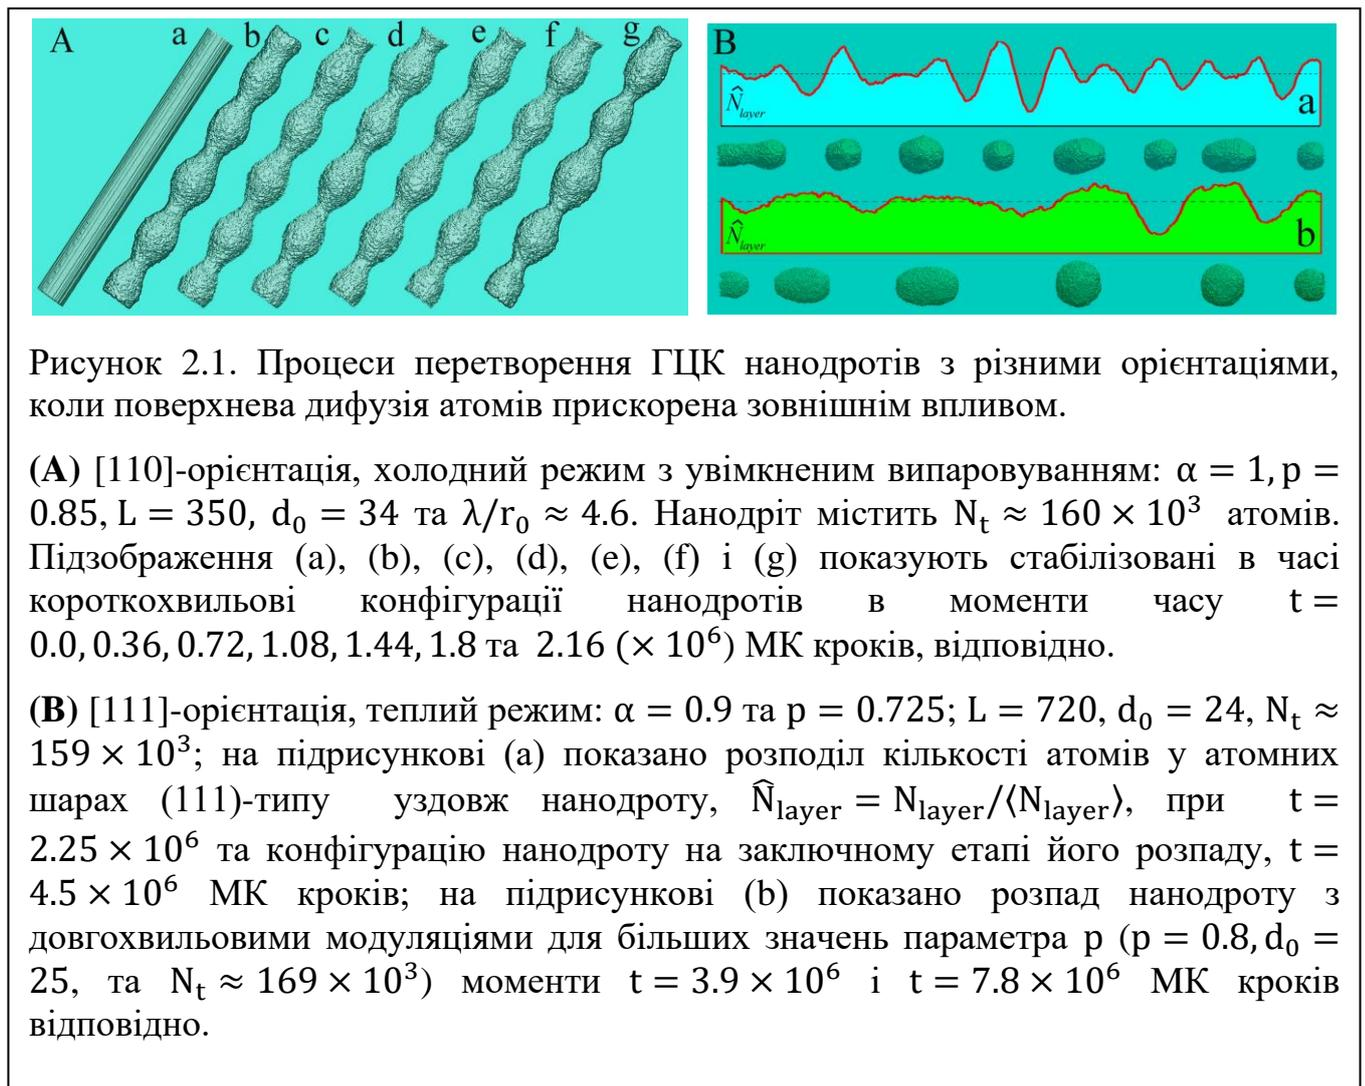 A a b c d e f g
B
N̂layer a
N̂layer b
Рисунок 2.1. Процеси перетворення ГЦК нанодротів з різними орієнтаціями,
коли поверхнева дифузія атомів прискорена зовнішнім впливом.
(A) [110]-орієнтація, холодний режим з увімкненим випаровуванням: α = 1, p =
0.85, L = 350, d₀ = 34 та λ/r₀ ≈ 4.6. Нанодріт містить Nₜ ≈ 160 × 10³ атомів.
Підзображення (a), (b), (c), (d), (e), (f) і (g) показують стабілізовані в часі
короткохвильові конфігурації нанодротів в моменти часу t =
0.0, 0.36, 0.72, 1.08, 1.44, 1.8 та 2.16 (× 10⁶) МК кроків, відповідно.
(B) [111]-орієнтація, теплий режим: α = 0.9 та p = 0.725; L = 720, d₀ = 24, Nₜ ≈
159 × 10³; на підрисункові (a) показано розподіл кількості атомів у атомних
шарах (111)-типу уздовж нанодроту, N̂layer = Nlayer/⟨Nlayer⟩, при t =
2.25 × 10⁶ та конфігурацію нанодроту на заключному етапі його розпаду, t =
4.5 × 10⁶ МК кроків; на підрисункові (b) показано розпад нанодроту з
довгохвильовими модуляціями для більших значень параметра p (p = 0.8, d₀ =
25, та Nₜ ≈ 169 × 10³) моменти t = 3.9 × 10⁶ і t = 7.8 × 10⁶ МК кроків
відповідно.